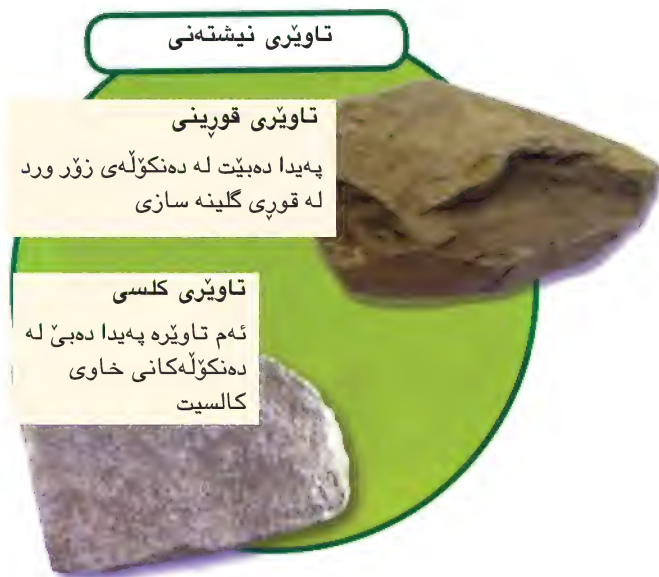 تاوێری نیشتەنی
تاوێری قوڕینی
پەیدا دەبێت لە دەنکۆڵەی زۆر ورد
لە قوڕی گلینە سازی
تاوێری کلسی
ئەم تاوێرە پەیدا دەبێ لە
دەنکۆڵەکانی خاوی
کالسیت